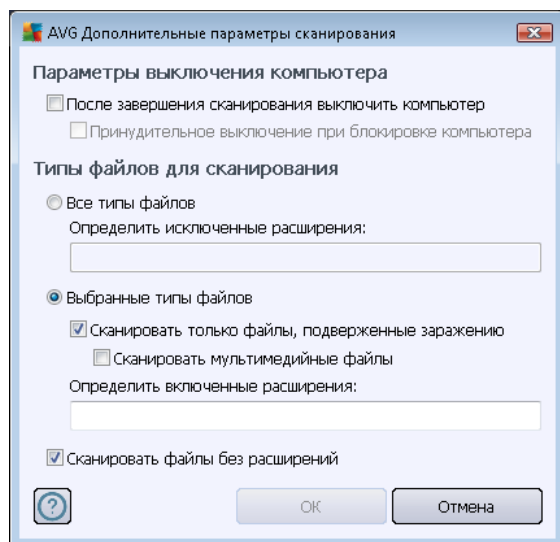 AVG Дополнительные параметры сканирования
Параметры выключения компьютера
После завершения сканирования выключить компьютер
Принудительное выключение при блокировке компьютера
Типы файлов для сканирования
Все типы файлов
Определить исключенные расширения:
Выбранные типы файлов
Сканировать только файлы, подверженные заражению
Сканировать мультимедийные файлы
Определить включенные расширения:
Сканировать файлы без расширений
?
ОК
Отмена